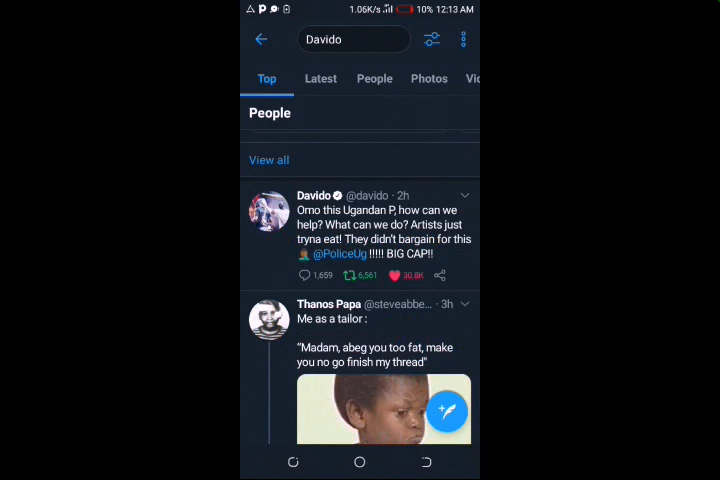 1.06K/s 10% 12:13 AM
Davido
Top Latest People Photos Vic
People
View all
Davido @davido · 2h
Omo this Ugandan P, how can we
help? What can we do? Artists just
tryna eat! They didn't bargain for this
@PoliceUg !!!!! BIG CAP!!
1,659 6,561 30.8K
Thanos Papa @steveabbe... · 3h
Me as a tailor :
“Madam, abeg you too fat, make
you no go finish my thread"